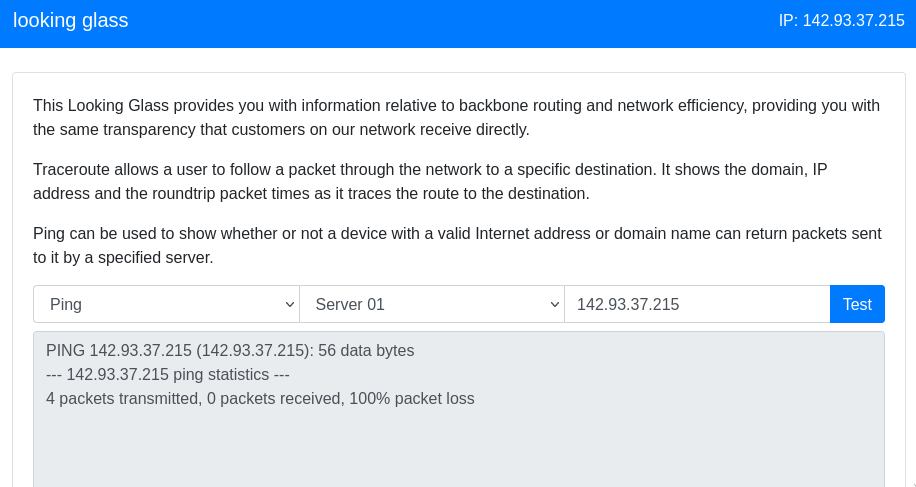 looking glass
IP: 142.93.37.215
This Looking Glass provides you with information relative to backbone routing and network efficiency, providing you with
the same transparency that customers on our network receive directly.
Traceroute allows a user to follow a packet through the network to a specific destination. It shows the domain, IP
address and the roundtrip packet times as it traces the route to the destination.
Ping can be used to show whether or not a device with a valid Internet address or domain name can return packets sent
to it by a specified server.
Ping Server 01 142.93.37.215 Test
PING 142.93.37.215 (142.93.37.215): 56 data bytes
--- 142.93.37.215 ping statistics ---
4 packets transmitted, 0 packets received, 100% packet loss